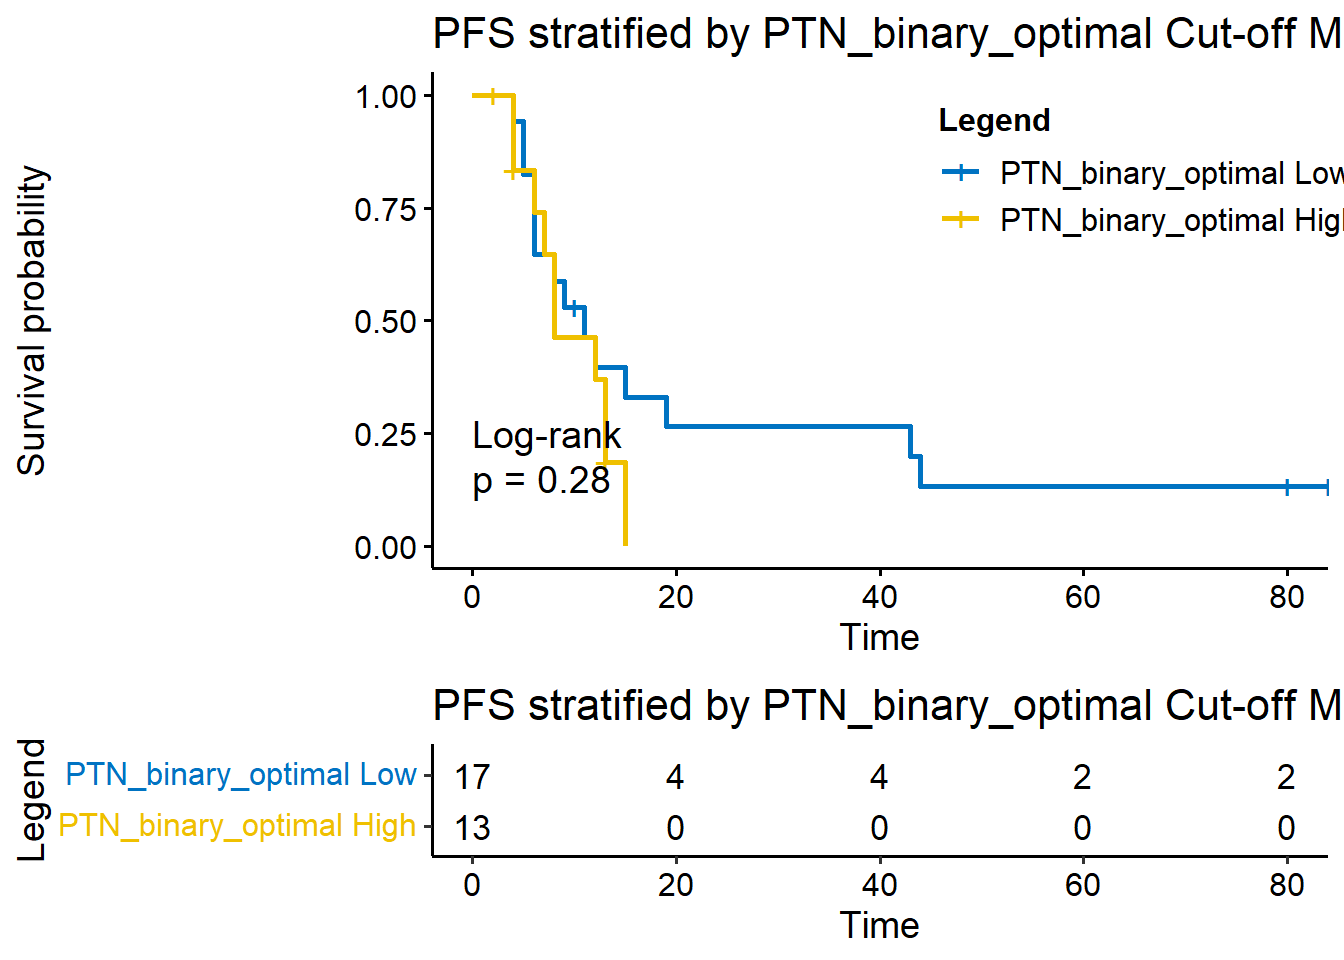 PFS stratified by PTN_binary_optimal Cut-off M
Survival probability
1.00
0.75
0.50
0.25
0.00
Legend
PTN_binary_optimal Low
PTN_binary_optimal High
Log-rank
p = 0.28
0 20 40 60 80
Time
PFS stratified by PTN_binary_optimal Cut-off M
Legend
PTN_binary_optimal Low 17 4 4 2 2
PTN_binary_optimal High 13 0 0 0 0
0 20 40 60 80
Time